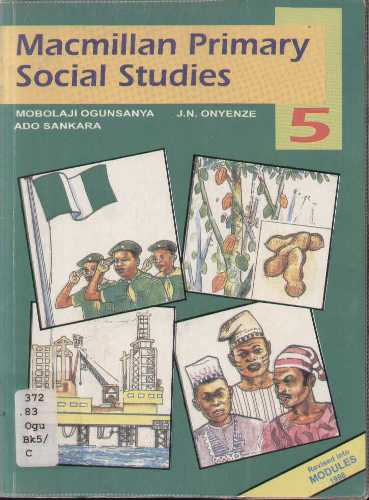 Macmillan Primary
Social Studies
MOBOLAJI OGUNSANYA J.N. ONYENZE
ADO SANKARA
5
372
.83
Ogu
Bk5/
C
Revised into
MODULES
1998